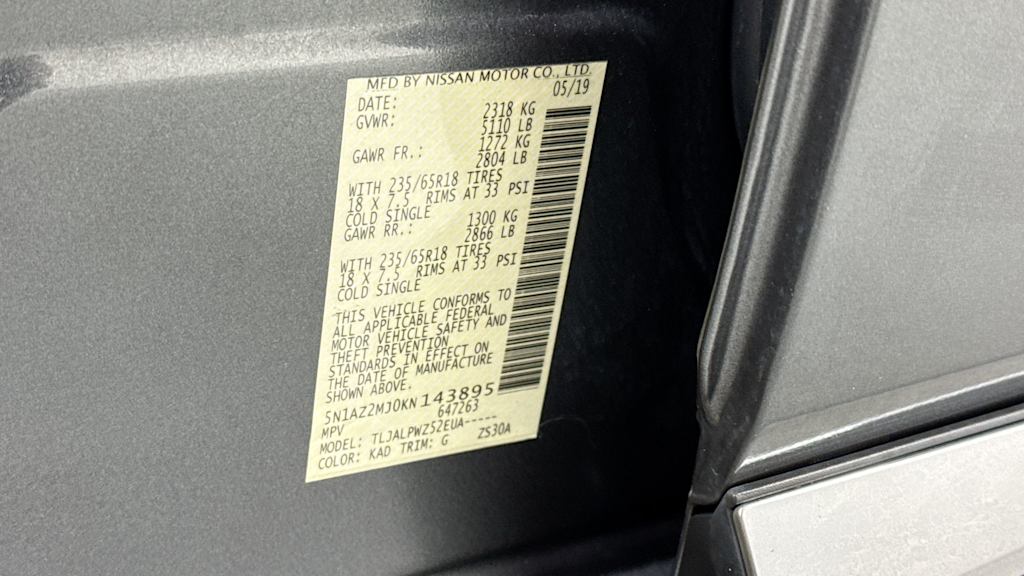 MFD BY NISSAN MOTOR CO., LTD.
DATE: 05/19
GVWR: 2318 KG
5110 LB
GAWR FR.: 1272 KG
2804 LB
WITH 235/65R18 TIRES
18 X 7.5 RIMS AT 33 PSI
COLD SINGLE
GAWR RR.: 1300 KG
2866 LB
WITH 235/65R18 TIRES
18 X 7.5 RIMS AT 33 PSI
COLD SINGLE
THIS VEHICLE CONFORMS TO
ALL APPLICABLE FEDERAL
MOTOR VEHICLE SAFETY AND
THEFT PREVENTION
STANDARDS IN EFFECT ON
THE DATE OF MANUFACTURE
SHOWN ABOVE.
5N1AZ2MJ0KN143895
MPV 647263
MODEL: TLJALPWZS2EUA-----
COLOR: KAD TRIM: G ZS30A